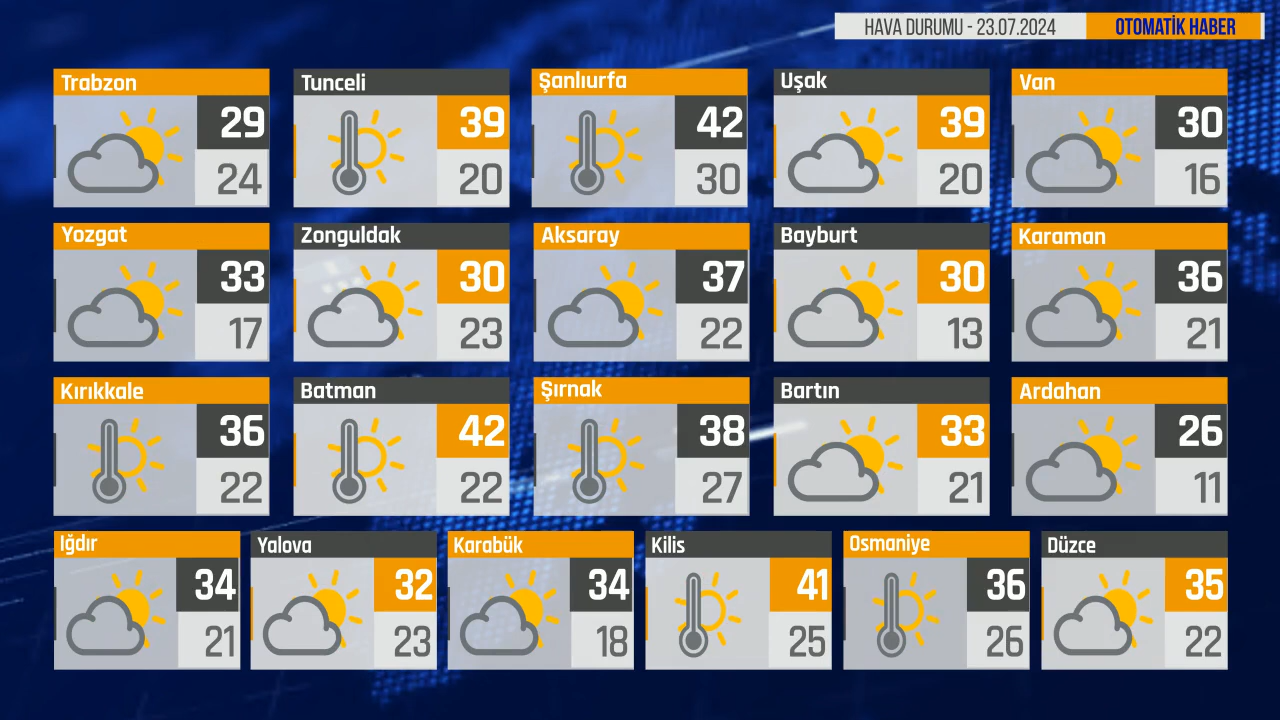 HAVA DURUMU - 23.07.2024
OTOMATİK HABER
Trabzon
29
24
Tunceli
39
20
Şanlıurfa
42
30
Uşak
39
20
Van
30
16
Yozgat
33
17
Zonguldak
30
23
Aksaray
37
22
Bayburt
30
13
Karaman
36
21
Kırıkkale
36
22
Batman
42
22
Şırnak
38
27
Bartın
33
21
Ardahan
26
11
Iğdır
34
21
Yalova
32
23
Karabük
34
18
Kilis
41
25
Osmaniye
36
26
Düzce
35
22